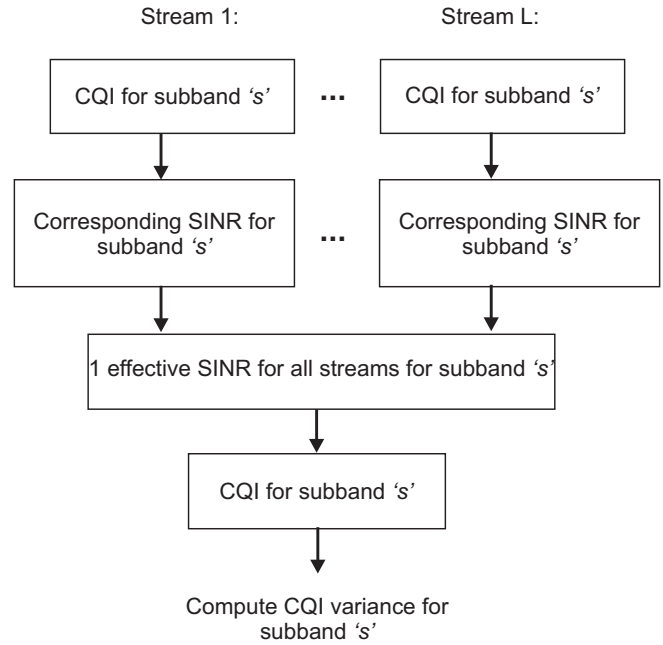 Stream 1: Stream L:
CQI for subband ‘s’ ... CQI for subband ‘s’
Corresponding SINR for
subband ‘s’
...
Corresponding SINR for
subband ‘s’
1 effective SINR for all streams for subband ‘s’
CQI for subband ‘s’
Compute CQI variance for
subband ‘s’